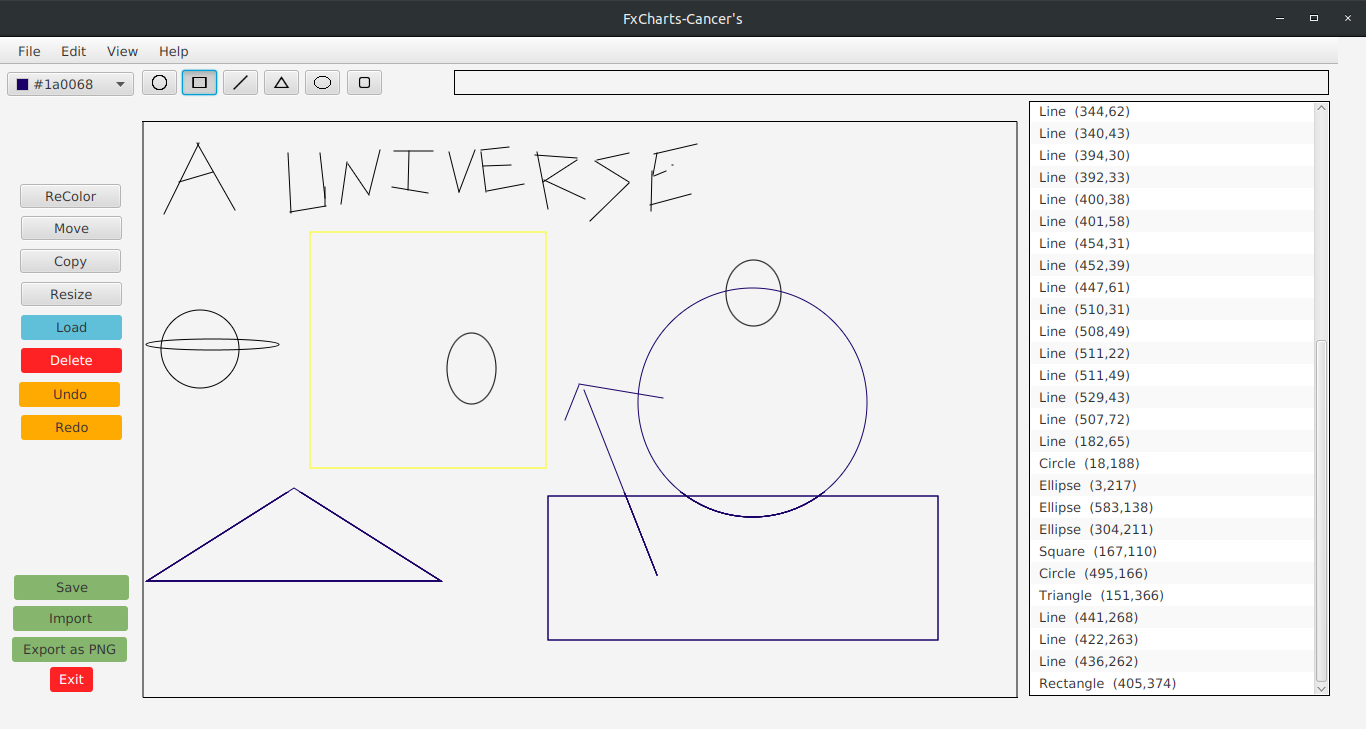 FxCharts-Cancer's
File Edit View Help
#1a0068
A UNIVERSE
ReColor
Move
Copy
Resize
Load
Delete
Undo
Redo
Save
Import
Export as PNG
Exit
Line (344,62)
Line (340,43)
Line (394,30)
Line (392,33)
Line (400,38)
Line (401,58)
Line (454,31)
Line (452,39)
Line (447,61)
Line (510,31)
Line (508,49)
Line (511,22)
Line (511,49)
Line (529,43)
Line (507,72)
Line (182,65)
Circle (18,188)
Ellipse (3,217)
Ellipse (583,138)
Ellipse (304,211)
Square (167,110)
Circle (495,166)
Triangle (151,366)
Line (441,268)
Line (422,263)
Line (436,262)
Rectangle (405,374)